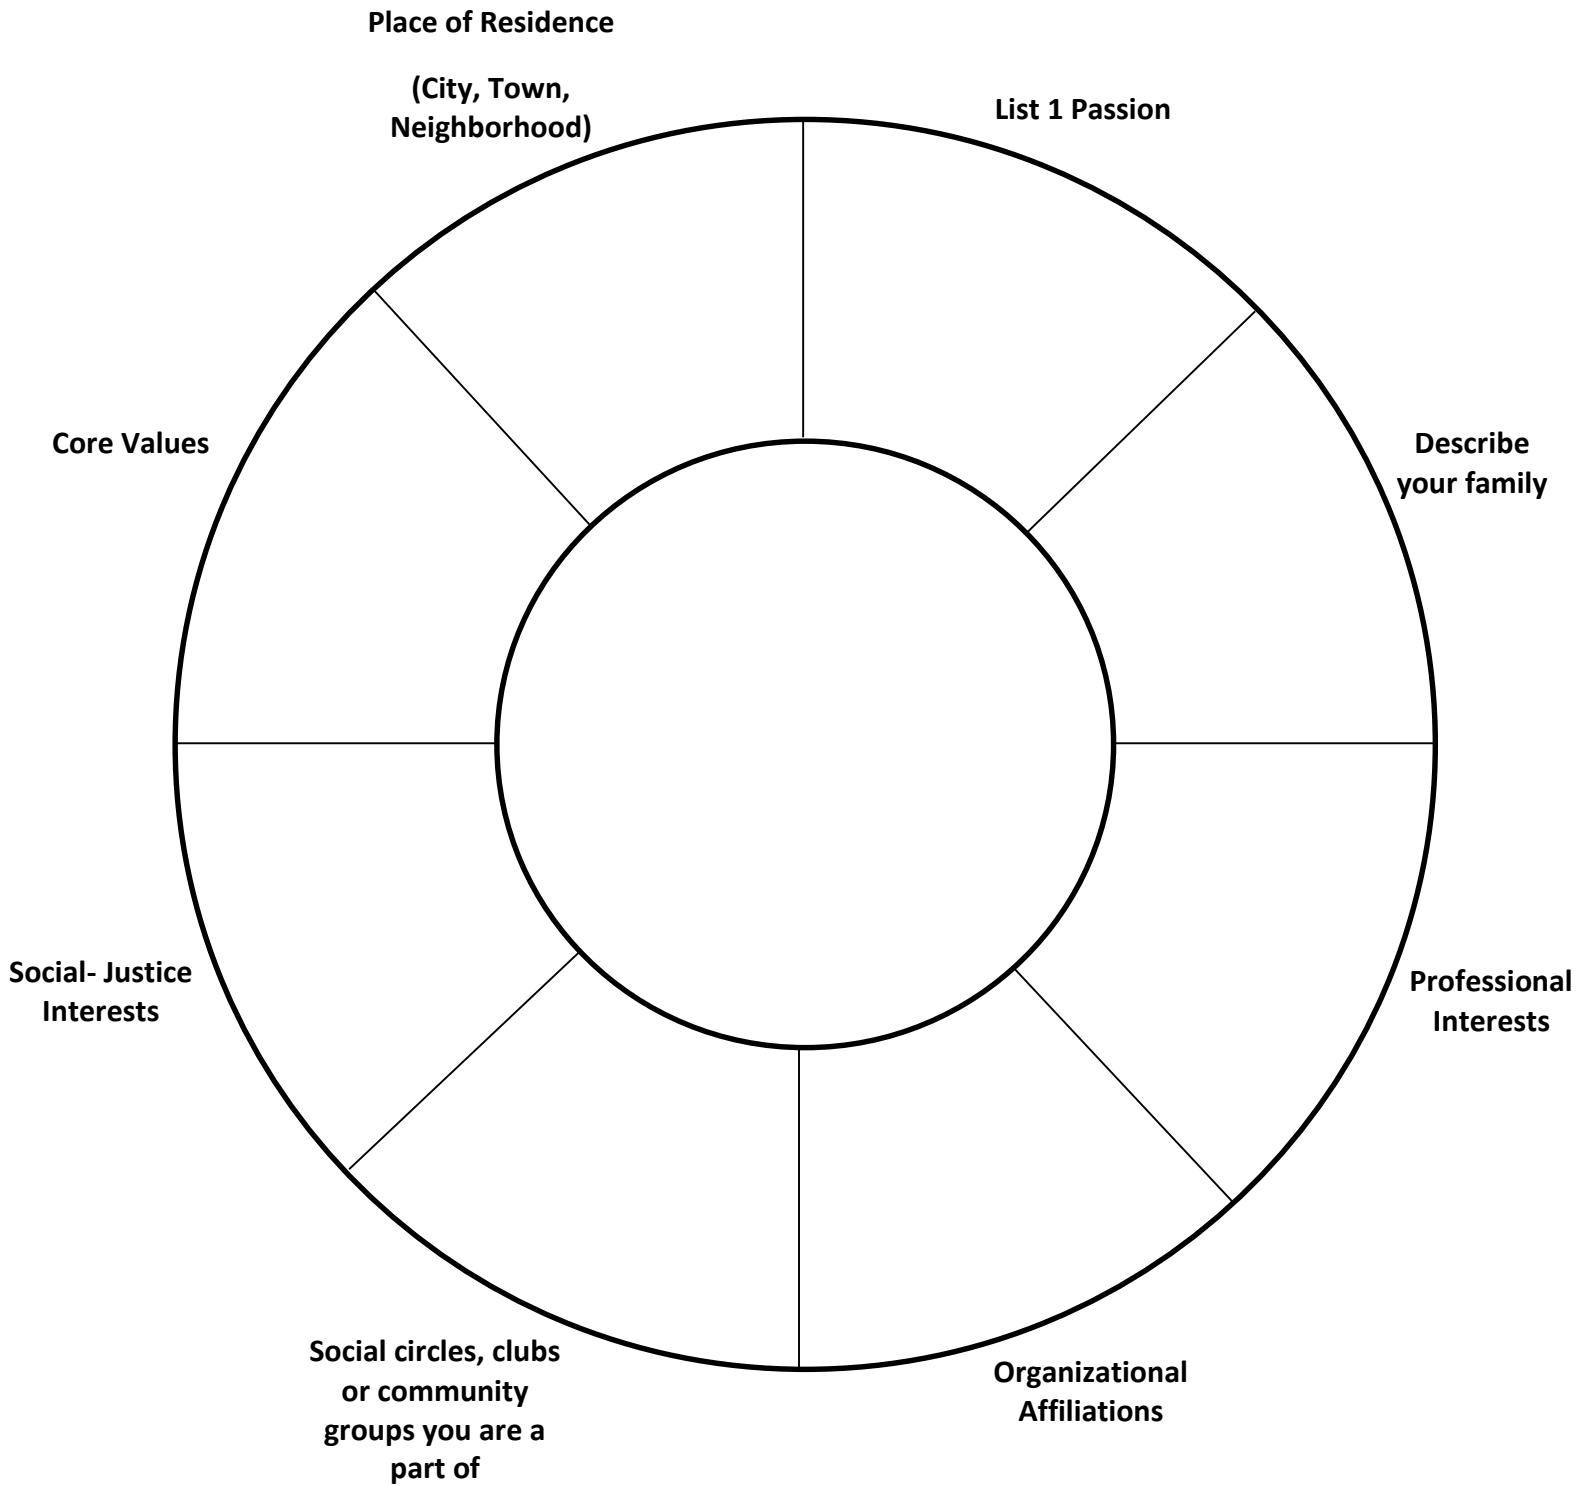 Place of Residence
(City, Town,
Neighborhood)
List 1 Passion
Core Values
Describe
your family
Social- Justice
Interests
Professional
Interests
Social circles, clubs
or community
groups you are a
part of
Organizational
Affiliations